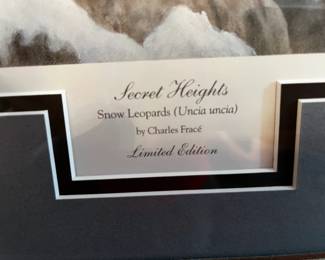 Secret Heights
Snow Leopards (Uncia uncia)
by Charles Fracé
Limited Edition